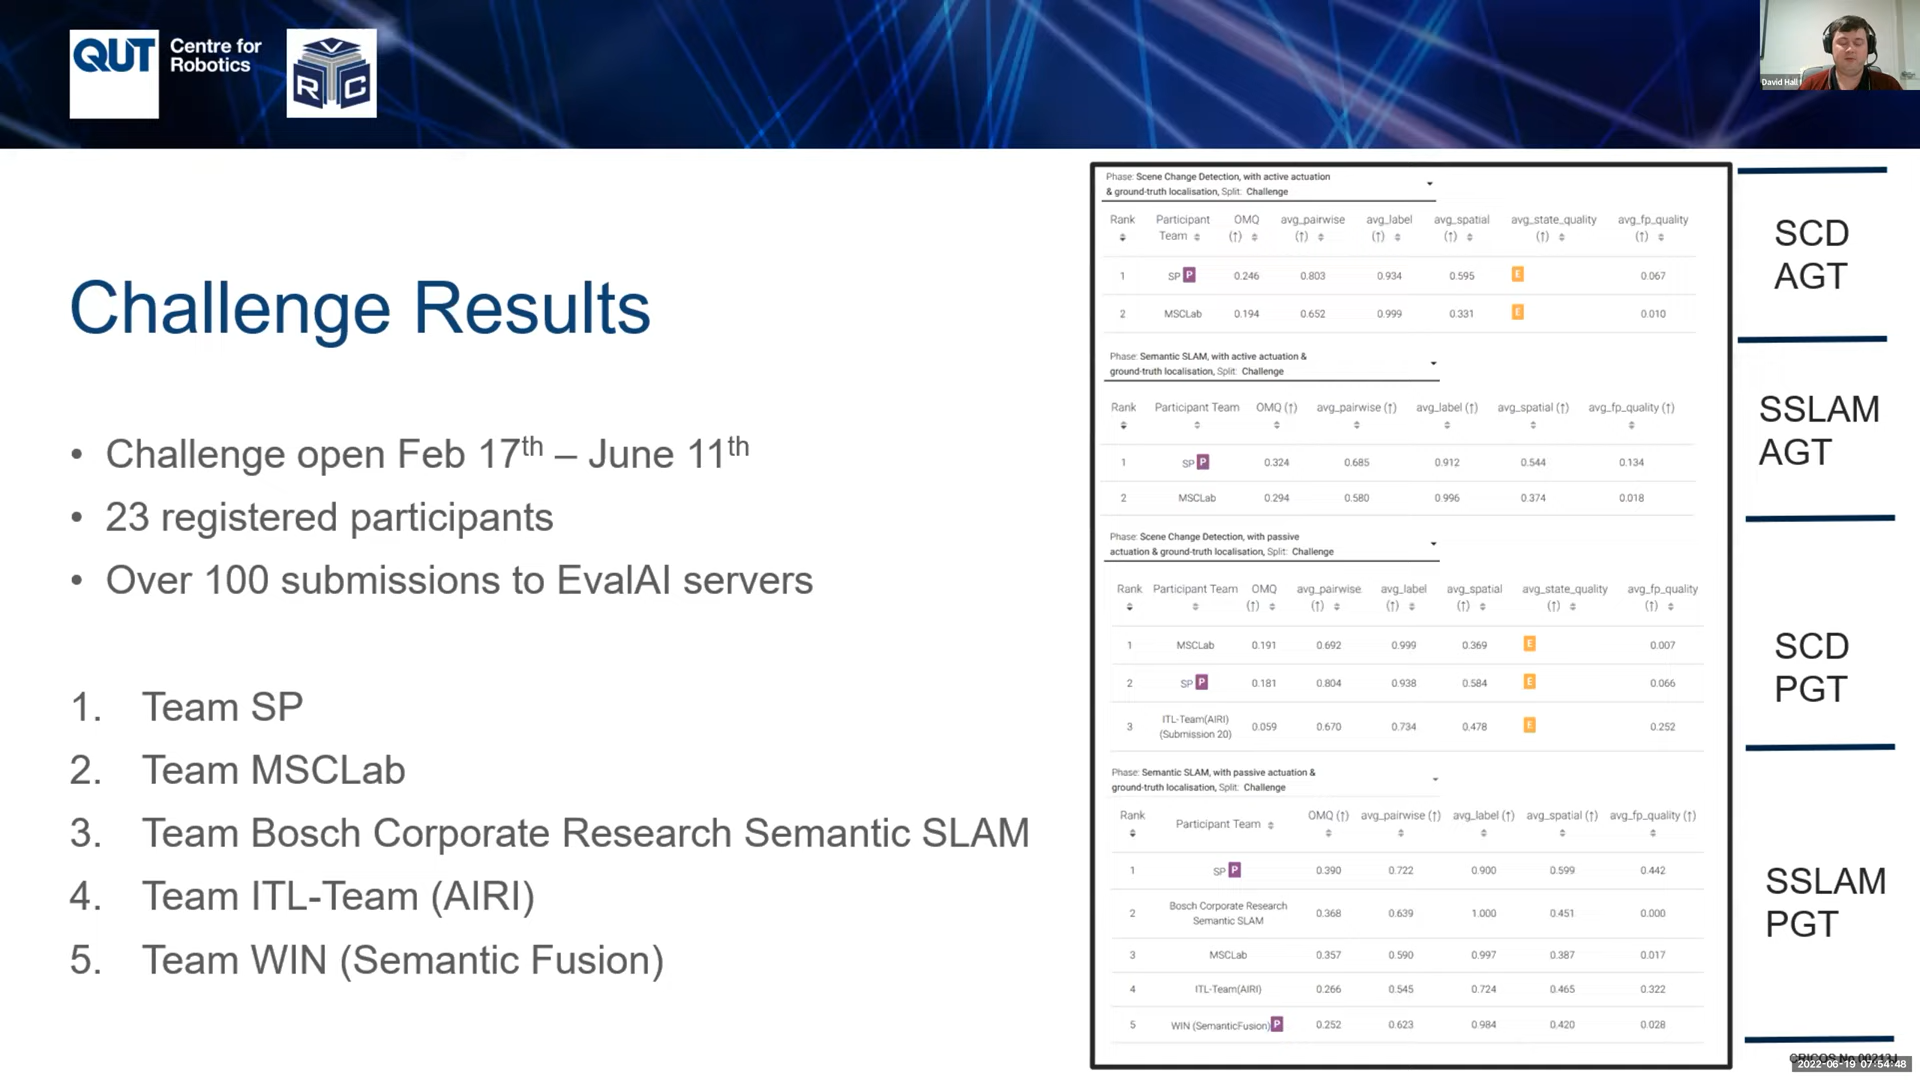 QUT
Centre for
Robotics
R V C
David Hall
Challenge Results
• Challenge open Feb 17th – June 11th
• 23 registered participants
• Over 100 submissions to EvalAI servers
1. Team SP
2. Team MSCLab
3. Team Bosch Corporate Research Semantic SLAM
4. Team ITL-Team (AIRI)
5. Team WIN (Semantic Fusion)
Phase: Scene Change Detection, with active actuation
& ground-truth localisation, Split: Challenge
Rank Participant Team OMQ (↑) avg_pairwise (↑) avg_label (↑) avg_spatial (↑) avg_state_quality (↑) avg_fp_quality (↑)
1 SP P 0.246 0.803 0.934 0.595 E 0.067
2 MSCLab 0.194 0.652 0.999 0.331 E 0.010
SCD
AGT
Phase: Semantic SLAM, with active actuation &
ground-truth localisation, Split: Challenge
Rank Participant Team OMQ (↑) avg_pairwise (↑) avg_label (↑) avg_spatial (↑) avg_fp_quality (↑)
1 SP P 0.324 0.685 0.912 0.544 0.134
2 MSCLab 0.294 0.580 0.996 0.374 0.018
SSLAM
AGT
Phase: Scene Change Detection, with passive
actuation & ground-truth localisation, Split: Challenge
Rank Participant Team OMQ (↑) avg_pairwise (↑) avg_label (↑) avg_spatial (↑) avg_state_quality (↑) avg_fp_quality (↑)
1 MSCLab 0.191 0.692 0.999 0.369 E 0.007
2 SP P 0.181 0.804 0.938 0.584 E 0.066
3 ITL-Team(AIRI) (Submission 20) 0.059 0.670 0.734 0.478 E 0.252
SCD
PGT
Phase: Semantic SLAM, with passive actuation &
ground-truth localisation, Split: Challenge
Rank Participant Team OMQ (↑) avg_pairwise (↑) avg_label (↑) avg_spatial (↑) avg_fp_quality (↑)
1 SP P 0.390 0.722 0.900 0.599 0.442
2 Bosch Corporate Research Semantic SLAM 0.368 0.639 1.000 0.451 0.000
3 MSCLab 0.357 0.590 0.997 0.387 0.017
4 ITL-Team(AIRI) 0.266 0.545 0.724 0.465 0.322
5 WIN (SemanticFusion) P 0.252 0.623 0.984 0.420 0.028
SSLAM
PGT
CRICOS No.00213J
2022-06-19 07:54:48